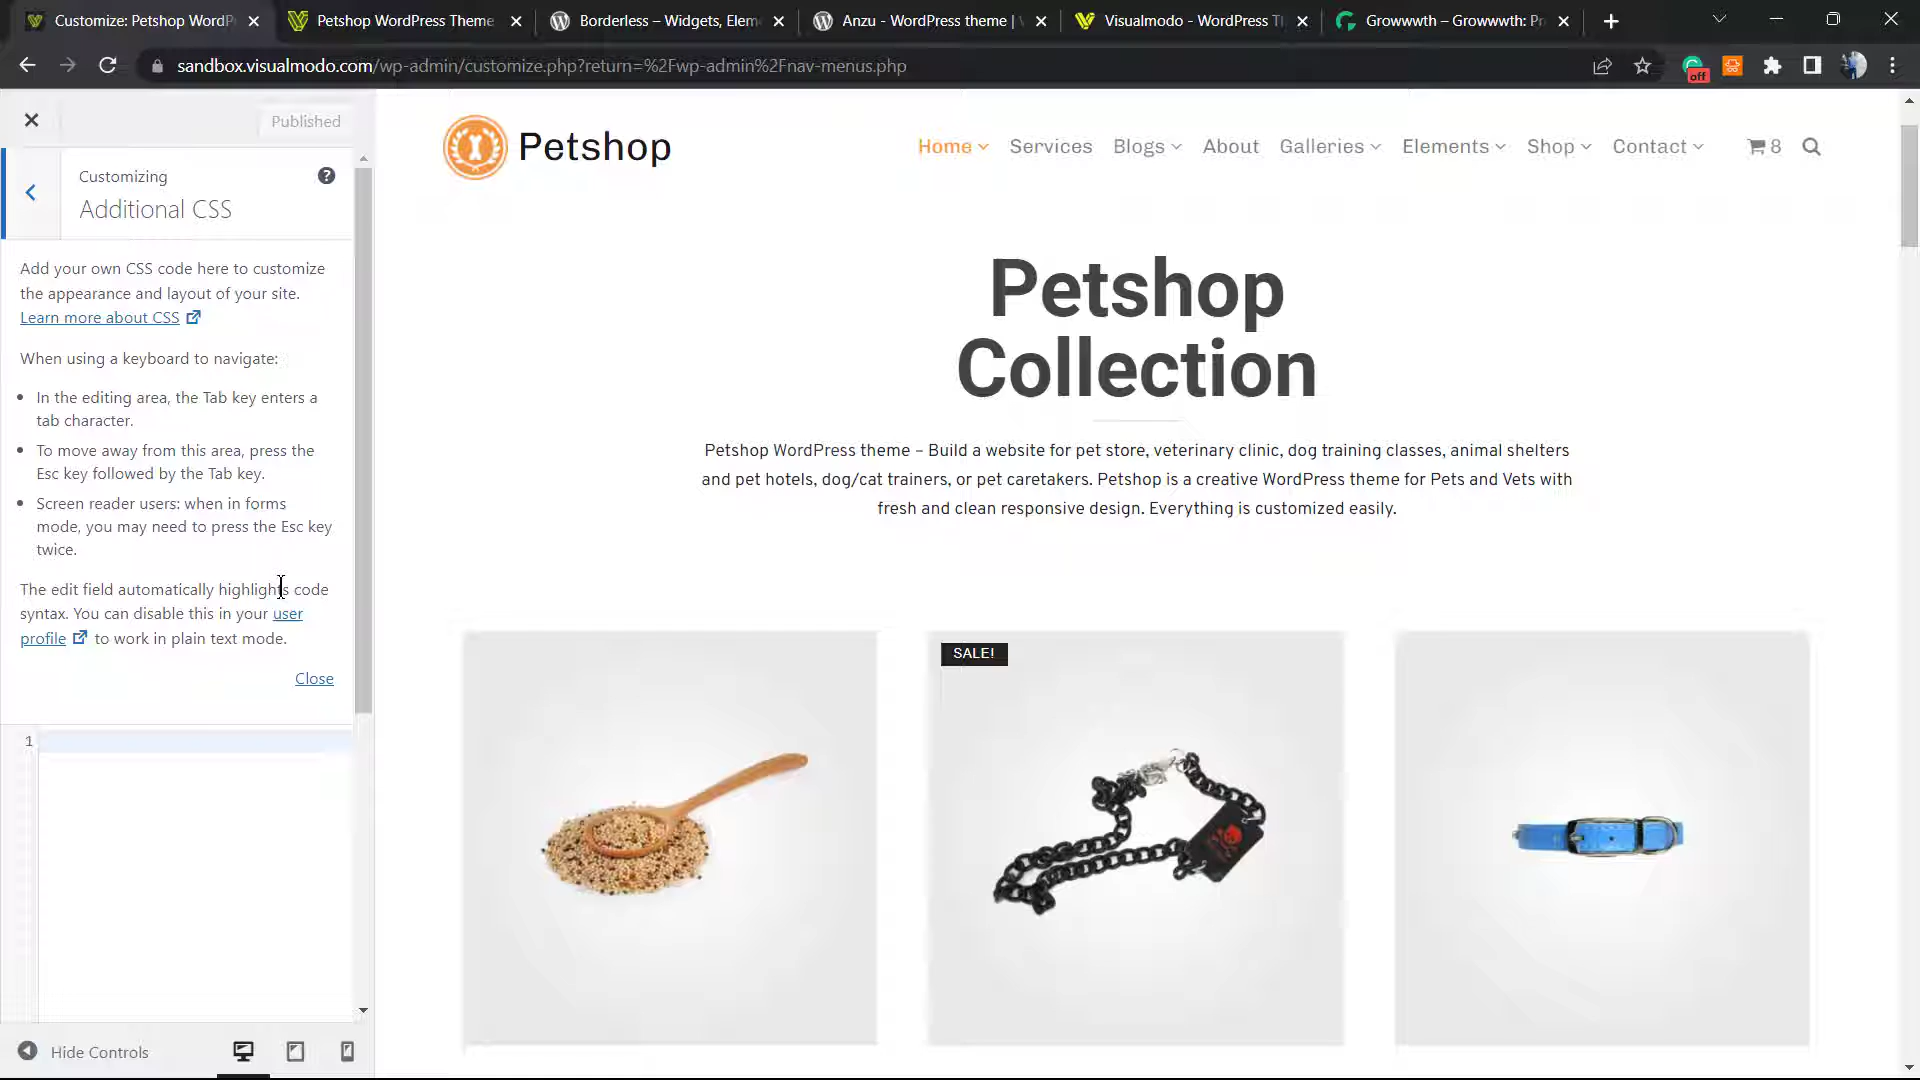 Customize: Petshop WordP
Petshop WordPress Theme
Borderless – Widgets, Elem
Anzu - WordPress theme |
Visualmodo - WordPress T
Growwwth – Growwwth: Pr
sandbox.visualmodo.com/wp-admin/customize.php?return=%2Fwp-admin%2Fnav-menus.php
off
Published
Customizing
Additional CSS
Add your own CSS code here to customize
the appearance and layout of your site.
Learn more about CSS
When using a keyboard to navigate:
In the editing area, the Tab key enters a
tab character.
To move away from this area, press the
Esc key followed by the Tab key.
Screen reader users: when in forms
mode, you may need to press the Esc key
twice.
The edit field automatically highlights code
syntax. You can disable this in your user
profile to work in plain text mode.
Close
1
Hide Controls
Petshop
Home Services Blogs About Galleries Elements Shop Contact 8
Petshop
Collection
Petshop WordPress theme – Build a website for pet store, veterinary clinic, dog training classes, animal shelters
and pet hotels, dog/cat trainers, or pet caretakers. Petshop is a creative WordPress theme for Pets and Vets with
fresh and clean responsive design. Everything is customized easily.
SALE!